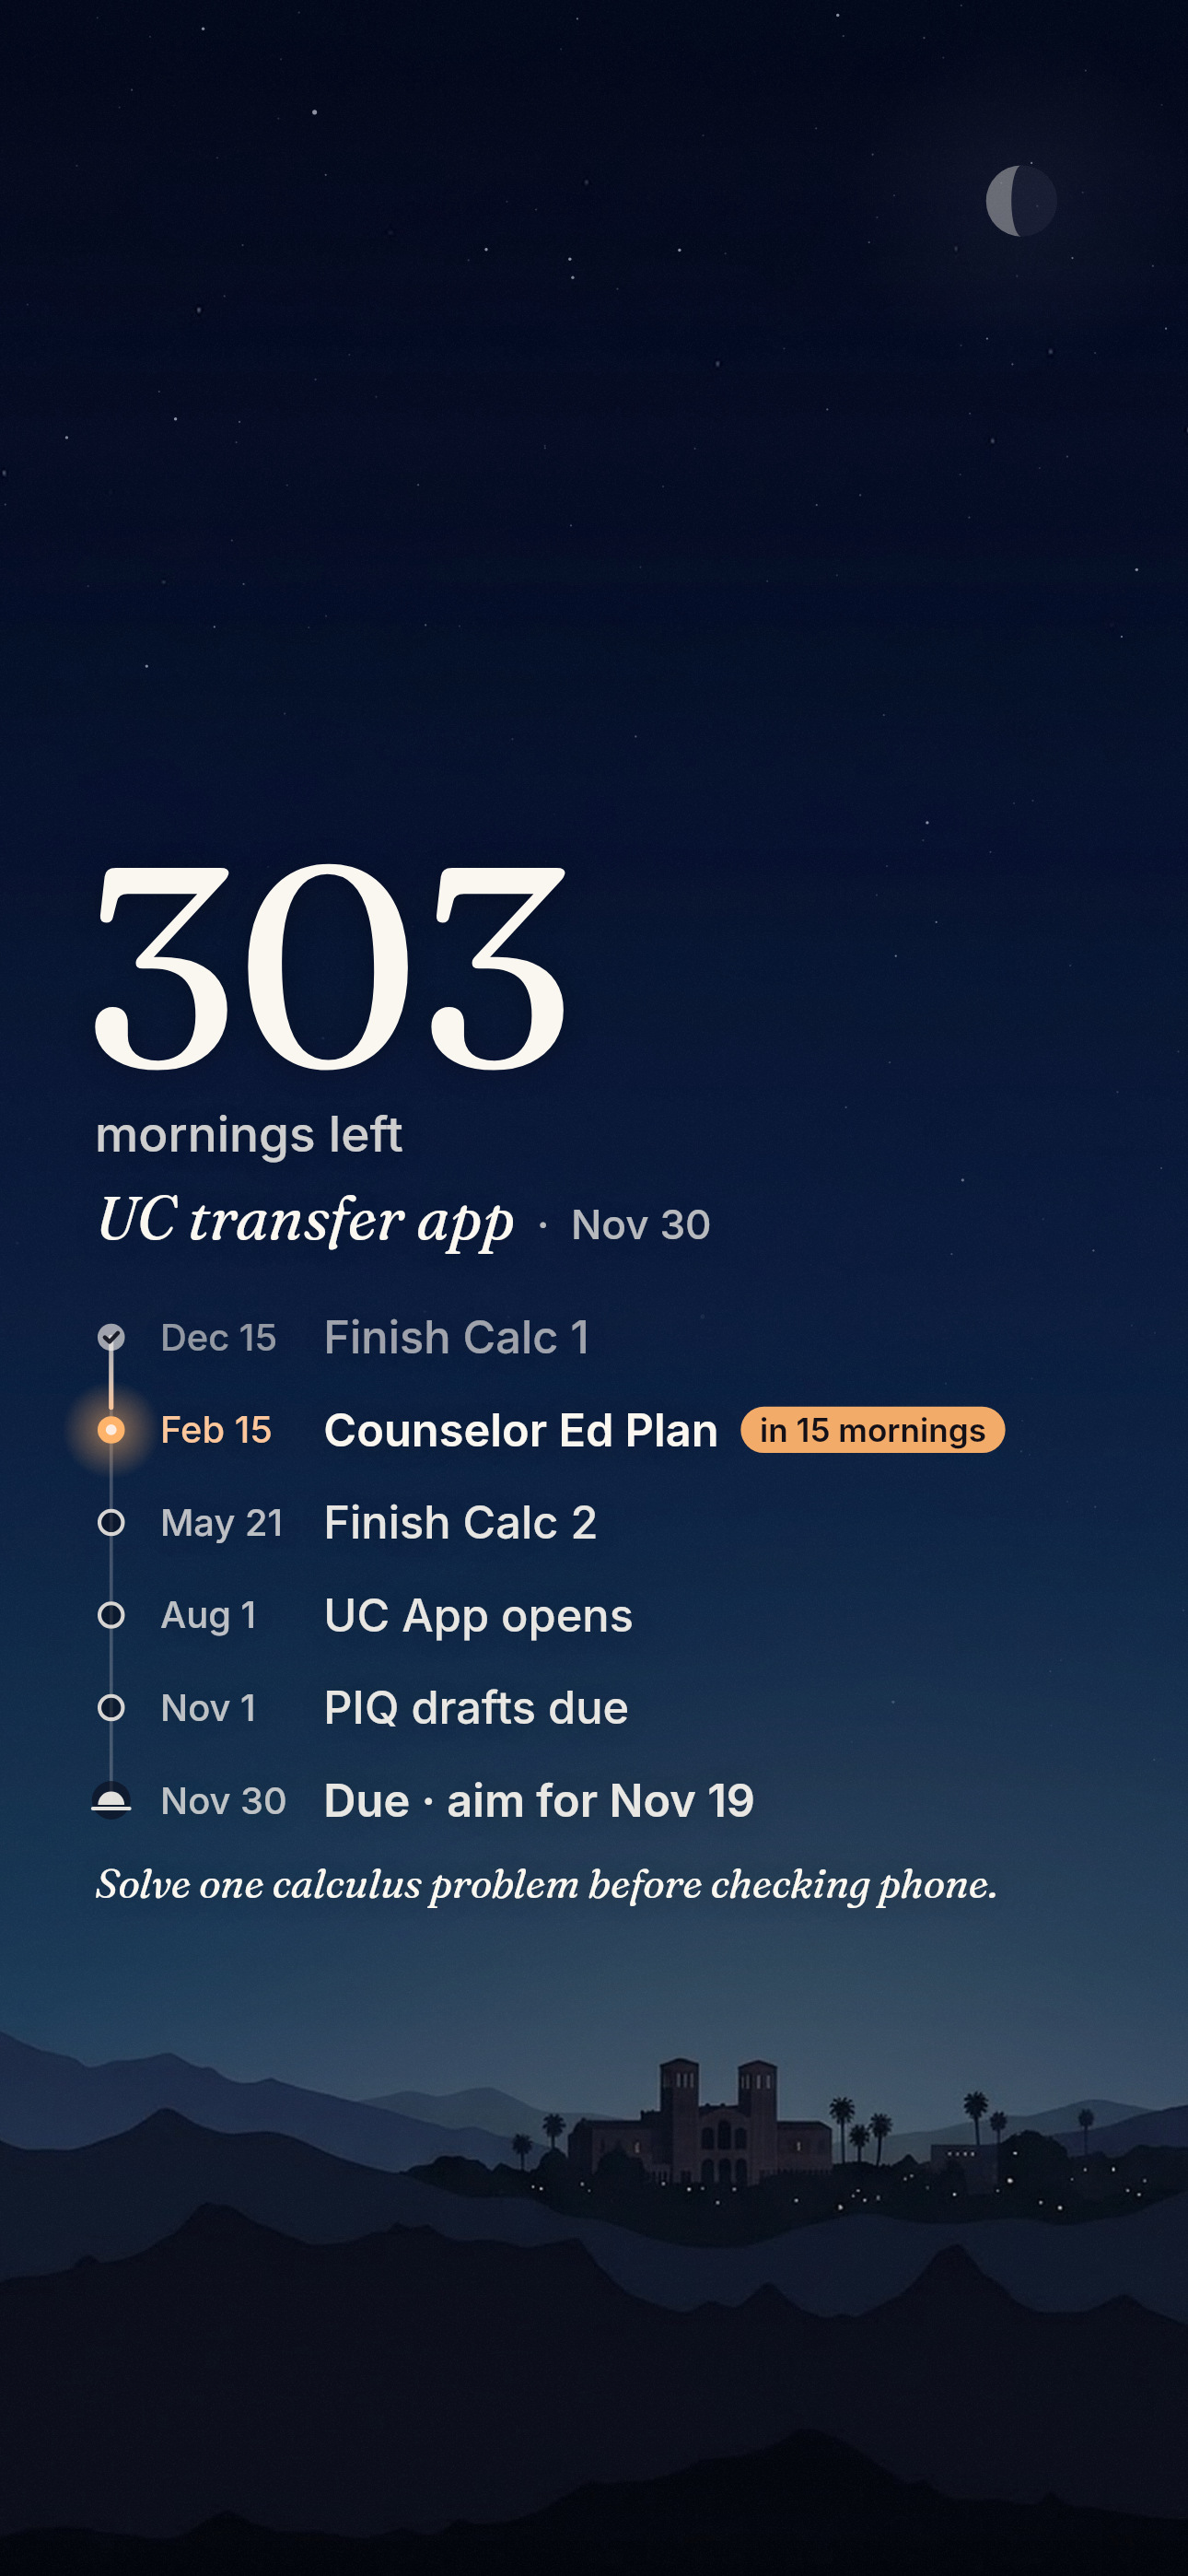 303
mornings left
UC transfer app · Nov 30
Dec 15 Finish Calc 1
Feb 15 Counselor Ed Plan in 15 mornings
May 21 Finish Calc 2
Aug 1 UC App opens
Nov 1 PIQ drafts due
Nov 30 Due · aim for Nov 19
Solve one calculus problem before checking phone.